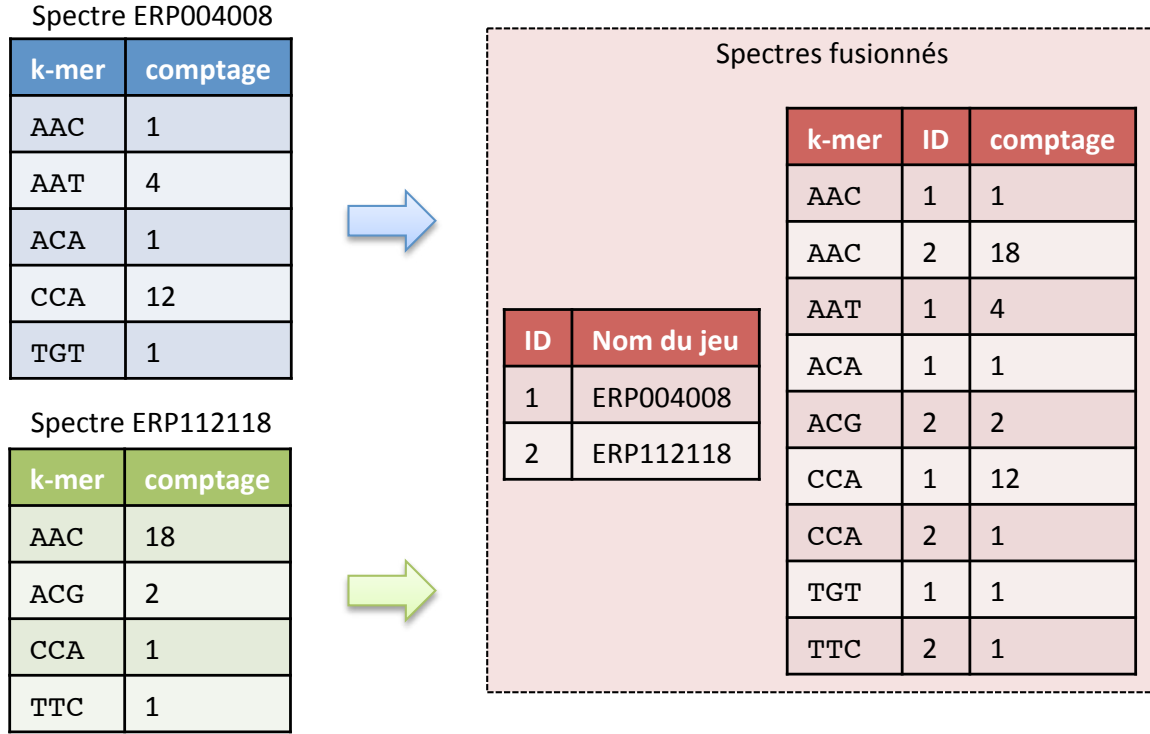 Spectre ERP004008
k-mer comptage
AAC 1
AAT 4
ACA 1
CCA 12
TGT 1
Spectre ERP112118
k-mer comptage
AAC 18
ACG 2
CCA 1
TTC 1
Spectres fusionnés
ID Nom du jeu
1 ERP004008
2 ERP112118
k-mer ID comptage
AAC 1 1
AAC 2 18
AAT 1 4
ACA 1 1
ACG 2 2
CCA 1 12
CCA 2 1
TGT 1 1
TTC 2 1